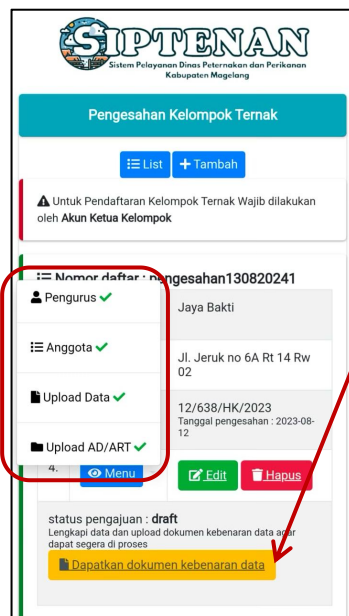 SIPTENAN
Sistem Pelayanan Dinas Peternakan dan Perikanan
Kabupaten Magelang
Pengesahan Kelompok Ternak
List
+ Tambah
Untuk Pendaftaran Kelompok Ternak Wajib dilakukan
oleh Akun Ketua Kelompok
Nomor daftar : pengesahan130820241
Pengurus ✓
Anggota ✓
Upload Data ✓
Upload AD/ART ✓
Jaya Bakti
Jl. Jeruk no 6A Rt 14 Rw
02
12/638/HK/2023
Tanggal pengesahan : 2023-08-
12
4.
Menu
Edit
Hapus
status pengajuan : draft
Lengkapi data dan upload dokumen kebenaran data agar
dapat segera di proses
Dapatkan dokumen kebenaran data